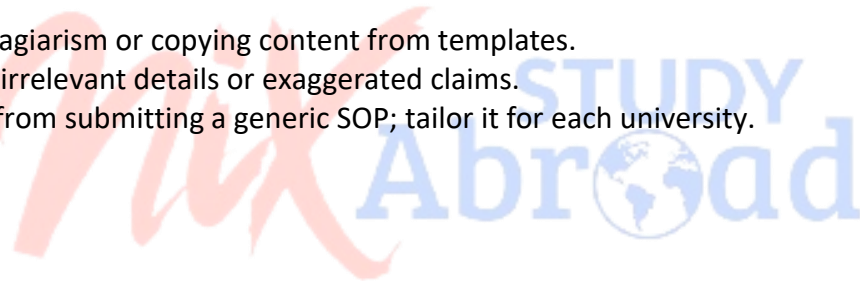 agiarism or copying content from templates.
irrelevant details or exaggerated claims.
from submitting a generic SOP; tailor it for each university.
niX
STUDY
Abroad